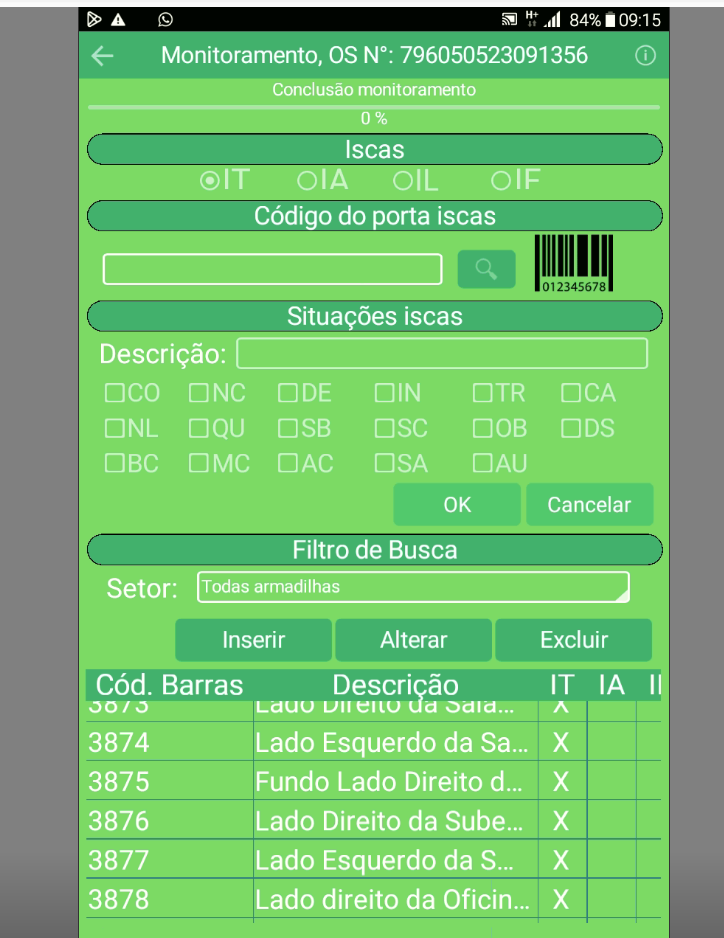 H+ 84% 09:15
Monitoramento, OS N°: 796050523091356
Conclusão monitoramento
0 %
Iscas
IT IA IL IF
Código do porta iscas
012345678
Situações iscas
Descrição:
CO NC DE IN TR CA
NL QU SB SC OB DS
BC MC AC SA AU
OK Cancelar
Filtro de Busca
Setor: Todas armadilhas
Inserir Alterar Excluir
Cód. Barras Descrição IT IA
3873 Lado Direito da Sala... X
3874 Lado Esquerdo da Sa... X
3875 Fundo Lado Direito d... X
3876 Lado Direito da Sube... X
3877 Lado Esquerdo da S... X
3878 Lado direito da Oficin... X